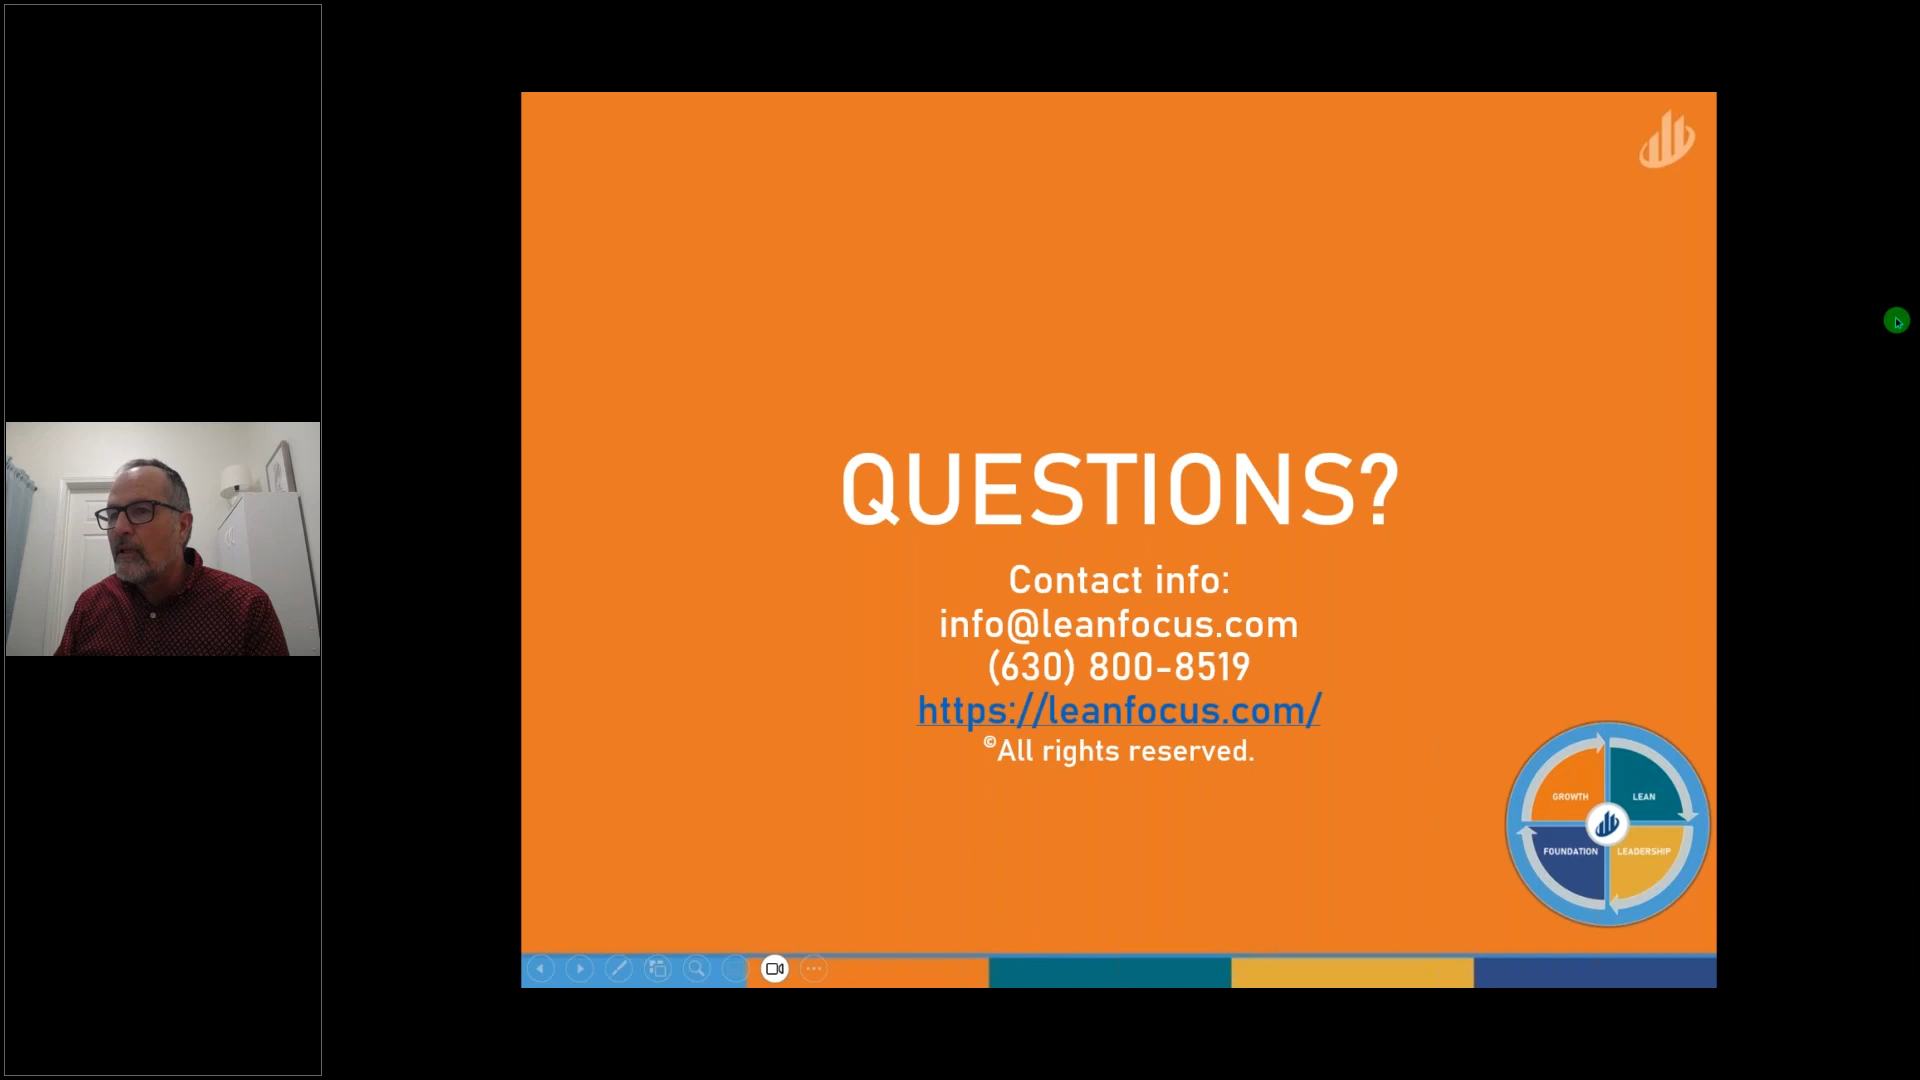 QUESTIONS?
Contact info:
info@leanfocus.com
(630) 800-8519
https://leanfocus.com/
©All rights reserved.
GROWTH
LEAN
FOUNDATION
LEADERSHIP